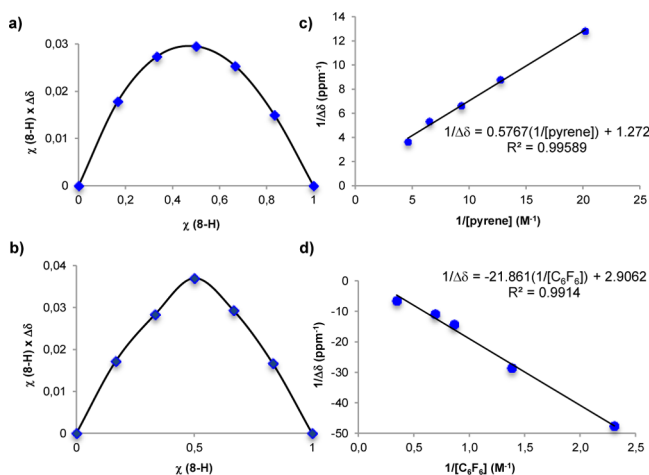 a)
χ (8-H) x Δδ
0,03
0,02
0,01
0
0 0,2 0,4 0,6 0,8 1
χ (8-H)
c)
1/Δδ (ppm⁻¹)
14
12
10
8
6
4
2
0
1/Δδ = 0.5767(1/[pyrene]) + 1.272
R² = 0.99589
0 5 10 15 20 25
1/[pyrene] (M⁻¹)
b)
χ (8-H) x Δδ
0,04
0,03
0,02
0,01
0
0 0,5 1
χ (8-H)
d)
1/Δδ (ppm⁻¹)
1/Δδ = -21.861(1/[C₆F₆]) + 2.9062
R² = 0.9914
0
-10
-20
-30
-40
-50
0,0 0,5 1,0 1,5 2,0 2,5
1/[C₆F₆] (M⁻¹)